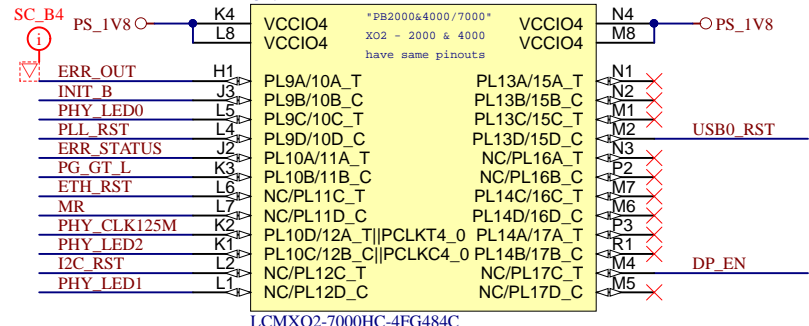 SC_B4
i
PS_1V8 K4 VCCIO4 "PB2000&4000/7000" VCCIO4 N4 PS_1V8
L8 VCCIO4 XO2 - 2000 & 4000 VCCIO4 M8
have same pinouts
ERR_OUT H1 PL9A/10A_T PL13A/15A_T N1
INIT_B J3 PL9B/10B_C PL13B/15B_C N2
PHY_LED0 L5 PL9C/10C_T PL13C/15C_T M1
PLL_RST L4 PL9D/10D_C PL13D/15D_C M2 USB0_RST
ERR_STATUS J2 PL10A/11A_T NC/PL16A_T N3
PG_GT_L K3 PL10B/11B_C NC/PL16B_C P2
ETH_RST L6 NC/PL11C_T PL14C/16C_T M7
MR L7 NC/PL11D_C PL14D/16D_C M6
PHY_CLK125M K2 PL10D/12A_T||PCLKT4_0 PL14A/17A_T P3
PHY_LED2 K1 PL10C/12B_C||PCLKC4_0 PL14B/17B_C R1
I2C_RST L2 NC/PL12C_T NC/PL17C_T M4 DP_EN
PHY_LED1 L1 NC/PL12D_C NC/PL17D_C M5
LCMXO2-7000HC-4FG484C